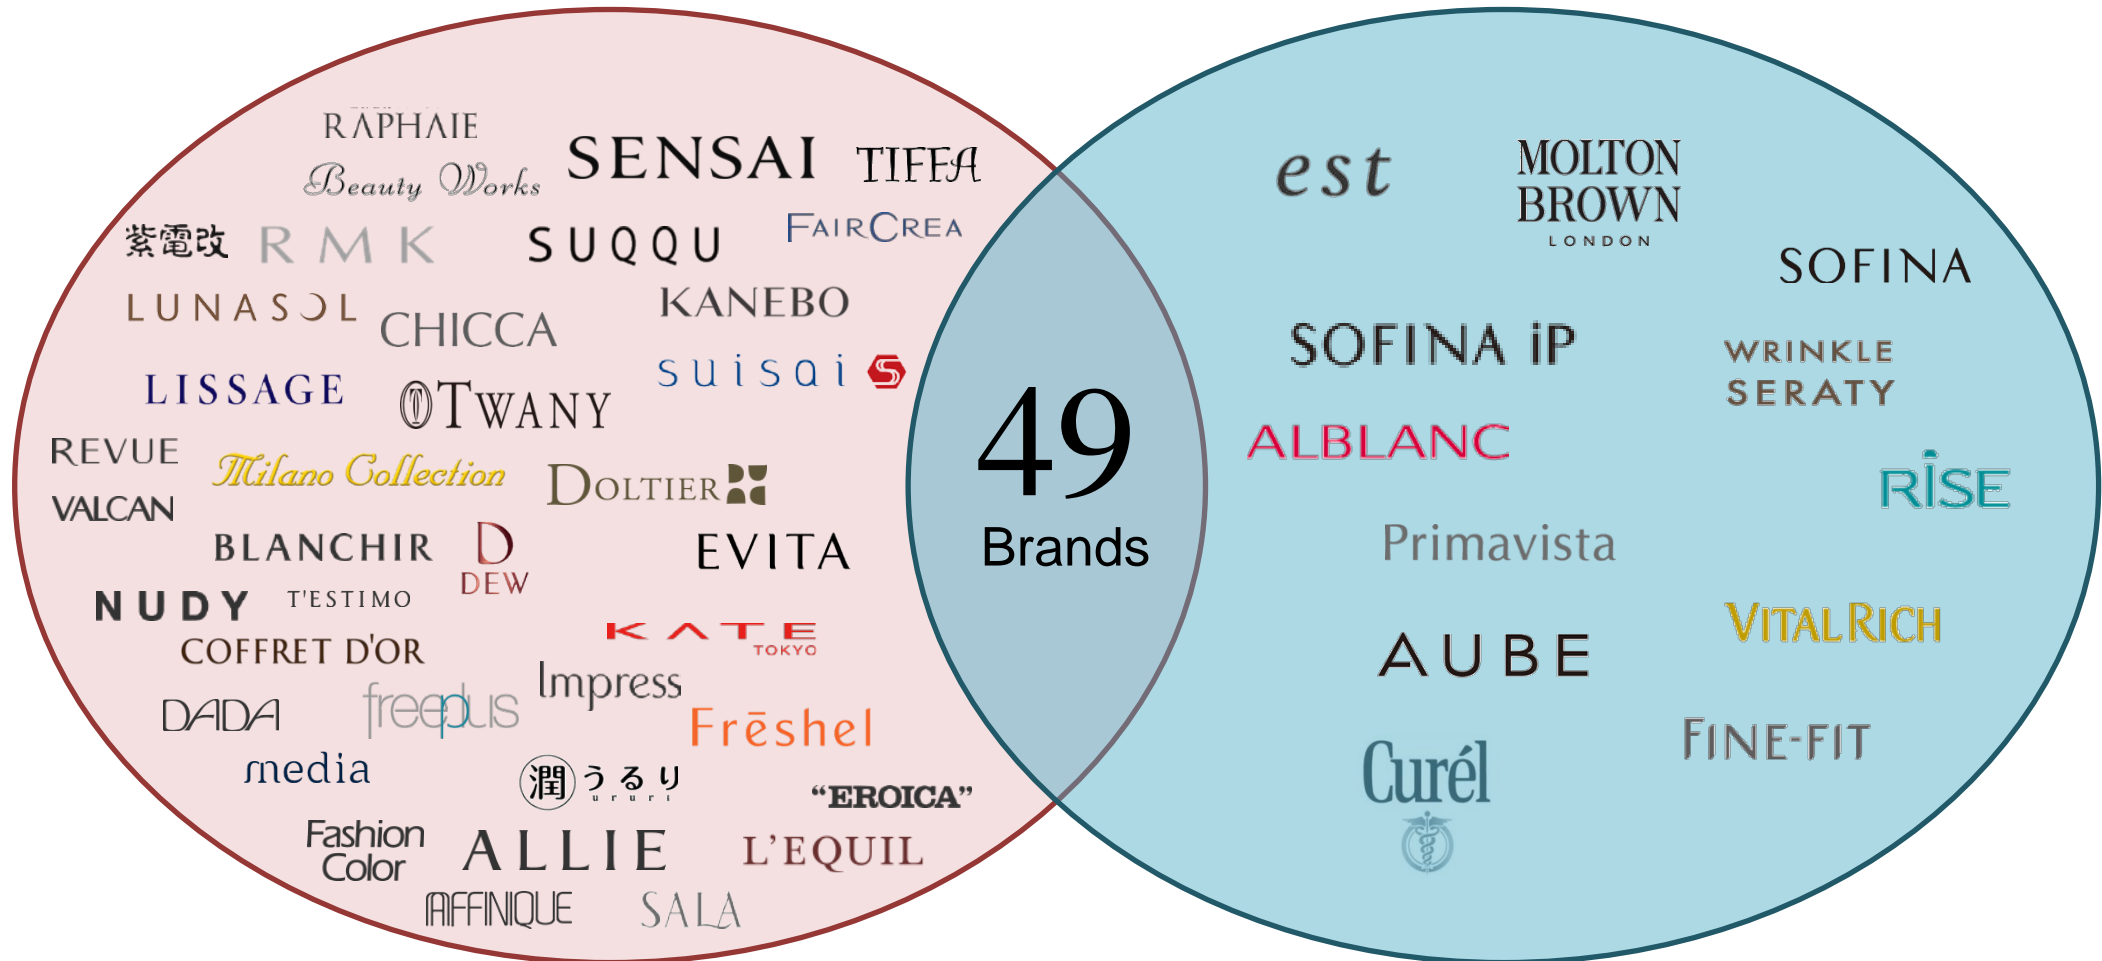 RAPHAIE
Beauty Works
SENSAI
TIFFA
紫電改
RMK
SUQQU
FAIRCREA
LUNASOL
CHICCA
KANEBO
LISSAGE
TWANY
suisai
REVUE
Milano Collection
DOLTIER
VALCAN
BLANCHIR
D
DEW
EVITA
NUDY
T'ESTIMO
COFFRET D'OR
KATE
TOKYO
Impress
DADA
freeplus
Frēshel
media
潤 うるり
ururi
“EROICA”
Fashion
Color
ALLIE
L’EQUIL
AFFINIQUE
SALA
49
Brands
est
MOLTON
BROWN
LONDON
SOFINA
SOFINA iP
WRINKLE
SERATY
ALBLANC
RISE
Primavista
VITALRICH
AUBE
FINE-FIT
Curél